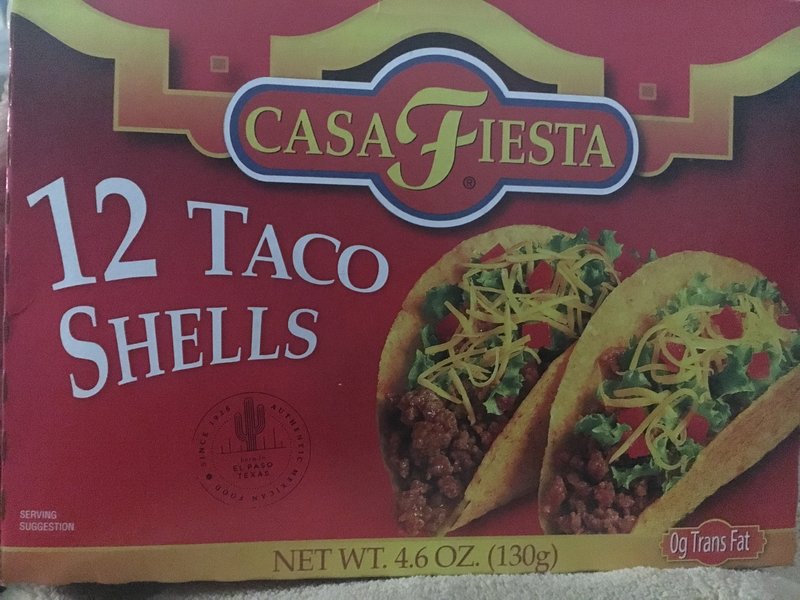 CASA FIESTA
®
12 TACO
SHELLS
SINCE 1928 AUTHENTIC MEXICAN FOOD
born in
EL PASO
TEXAS
SERVING
SUGGESTION
NET WT. 4.6 OZ. (130g)
0g Trans Fat